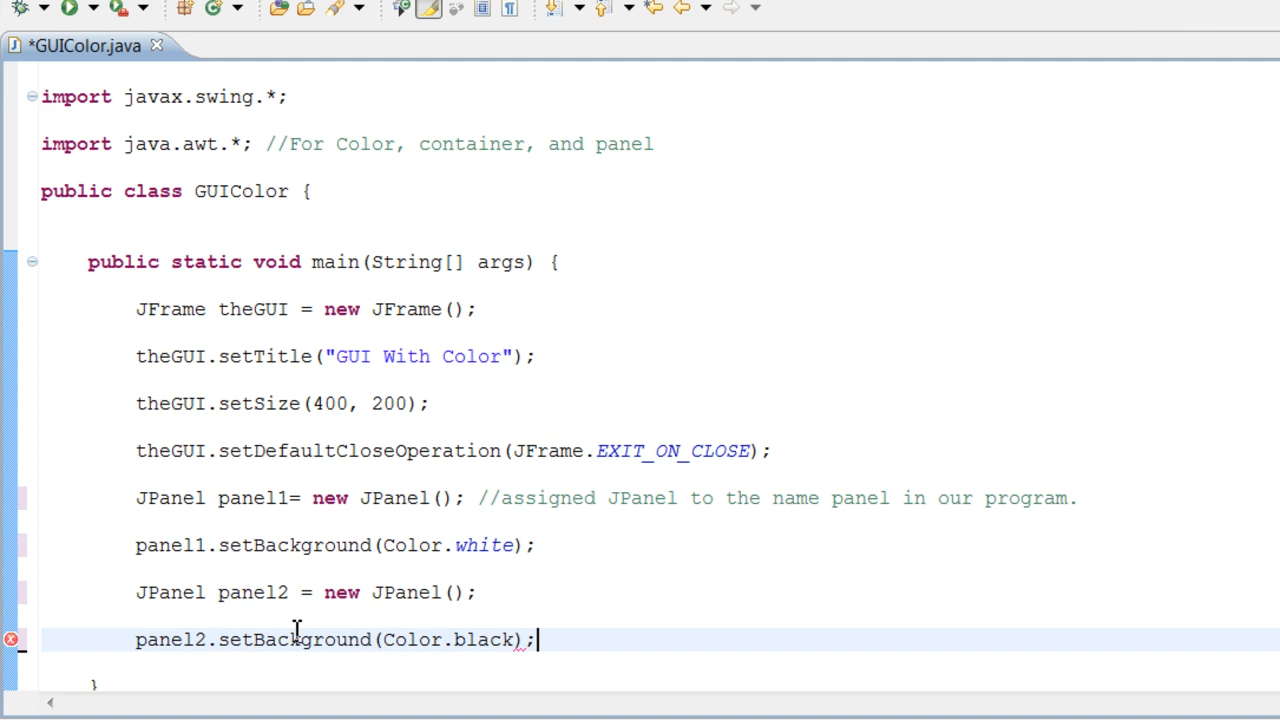 *GUIColor.java
import javax.swing.*;
import java.awt.*; //For Color, container, and panel
public class GUIColor {
public static void main(String[] args) {
JFrame theGUI = new JFrame();
theGUI.setTitle("GUI With Color");
theGUI.setSize(400, 200);
theGUI.setDefaultCloseOperation(JFrame.EXIT_ON_CLOSE);
JPanel panel1= new JPanel(); //assigned JPanel to the name panel in our program.
panel1.setBackground(Color.white);
JPanel panel2 = new JPanel();
panel2.setBackground(Color.black);
}